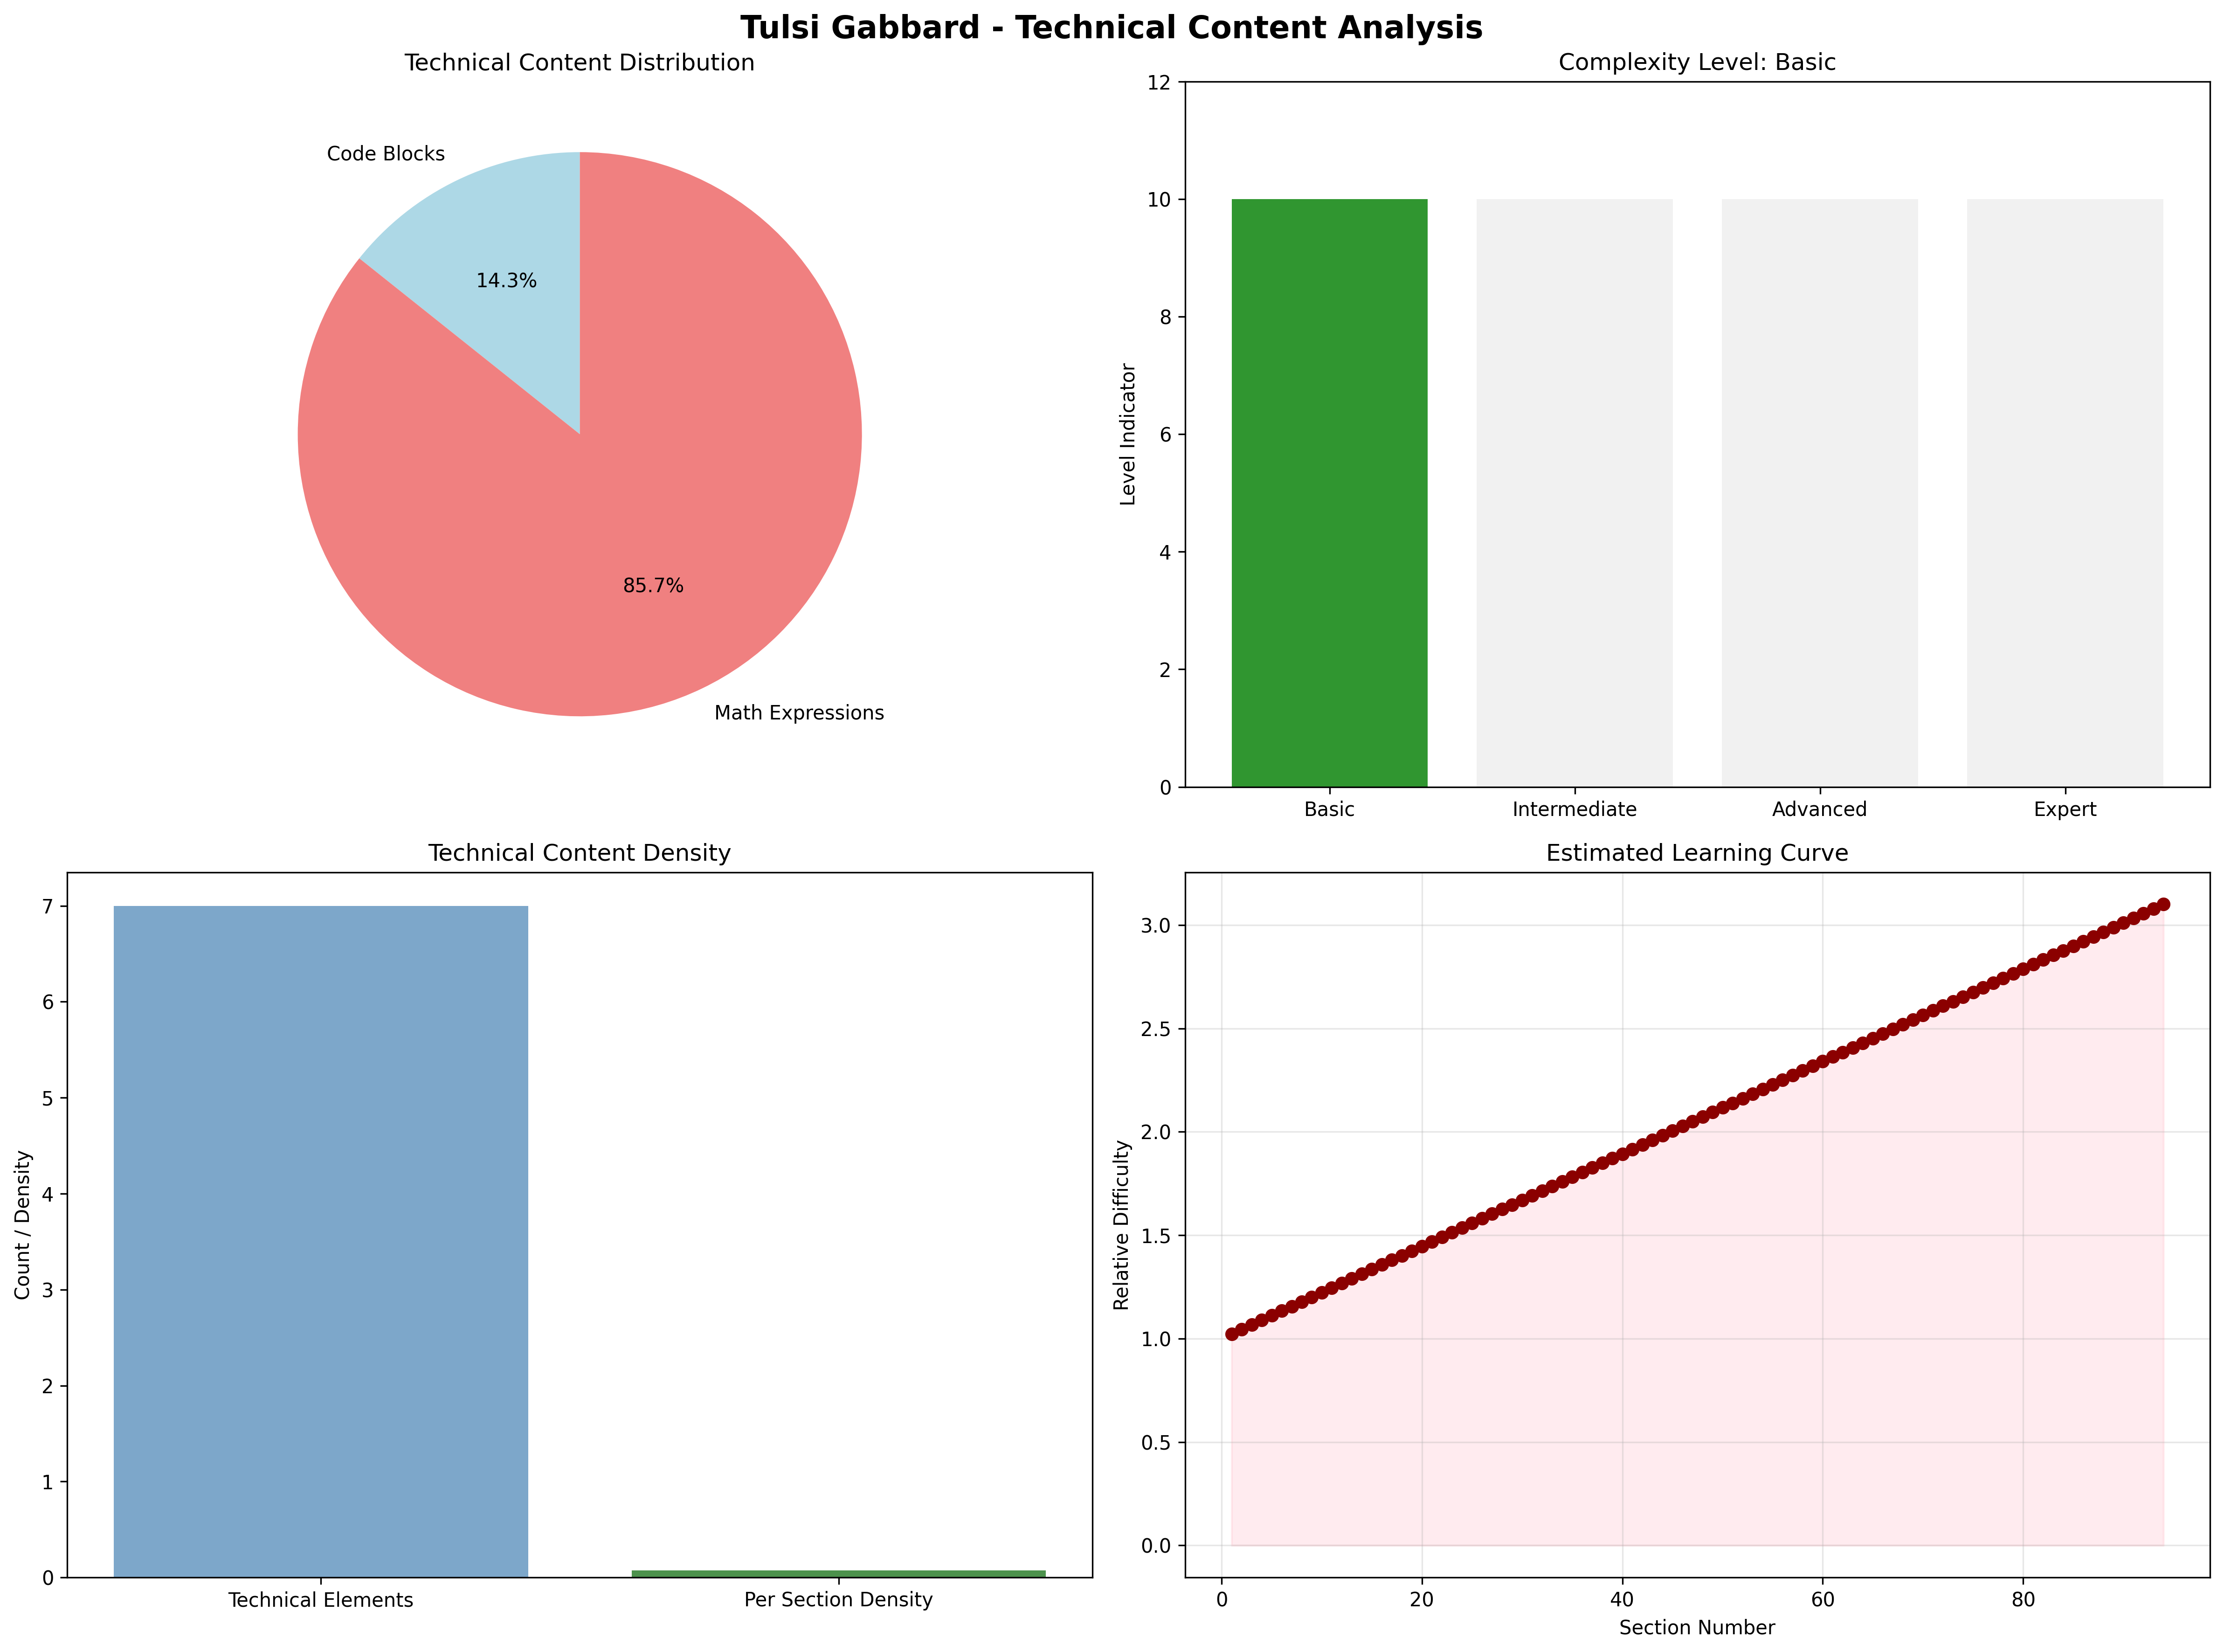 Tulsi Gabbard - Technical Content Analysis
Technical Content Distribution
Code Blocks
14.3%
85.7%
Math Expressions
Complexity Level: Basic
Level Indicator
12
10
8
6
4
2
0
Basic Intermediate Advanced Expert
Technical Content Density
Count / Density
7
6
5
4
3
2
1
0
Technical Elements Per Section Density
Estimated Learning Curve
Relative Difficulty
3.0
2.5
2.0
1.5
1.0
0.5
0.0
0 20 40 60 80
Section Number